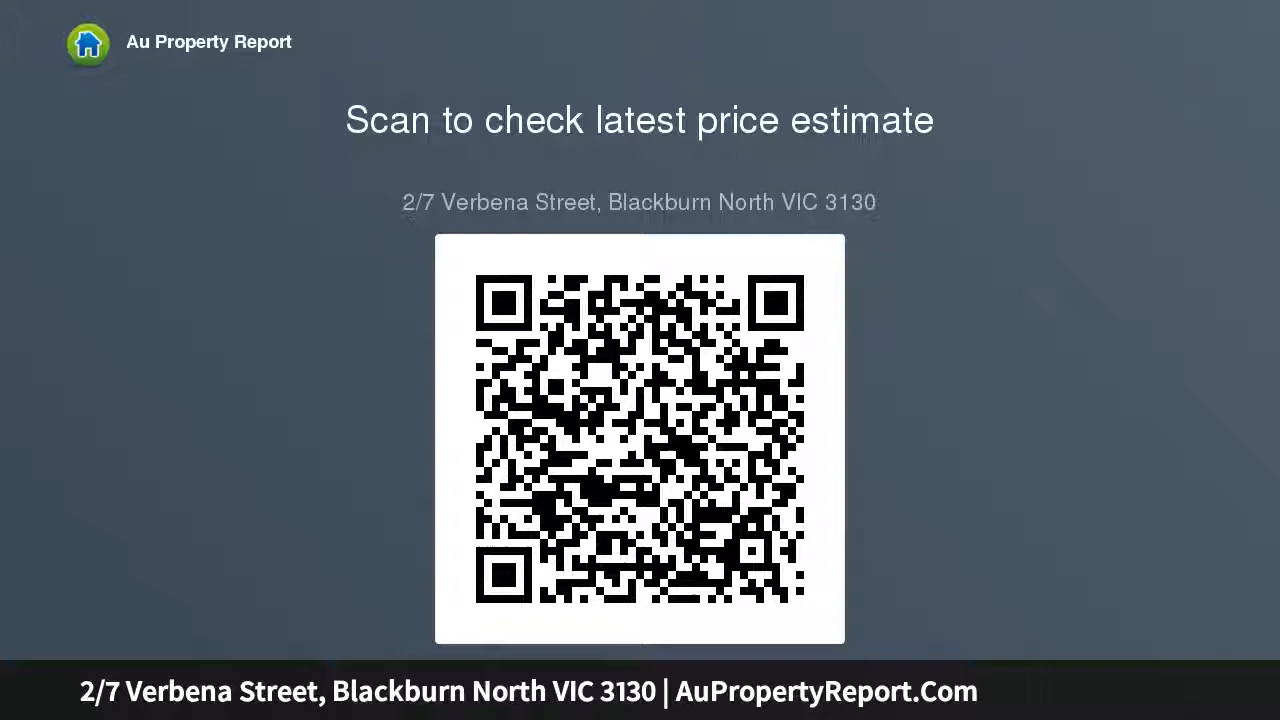 Au Property Report
Scan to check latest price estimate
2/7 Verbena Street, Blackburn North VIC 3130
2/7 Verbena Street, Blackburn North VIC 3130 | AuPropertyReport.Com